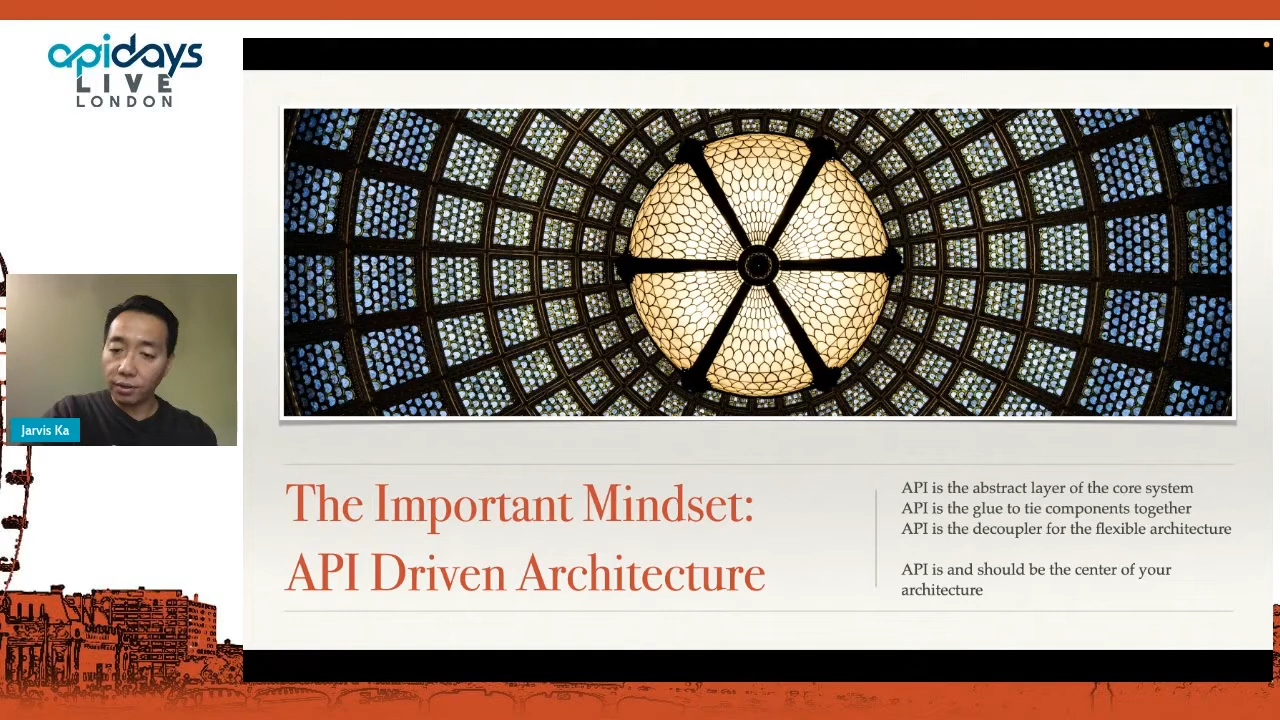 apidays
LIVE
LONDON
Jarvis Ka
The Important Mindset:
API Driven Architecture
API is the abstract layer of the core system
API is the glue to tie components together
API is the decoupler for the flexible architecture
API is and should be the center of your
architecture